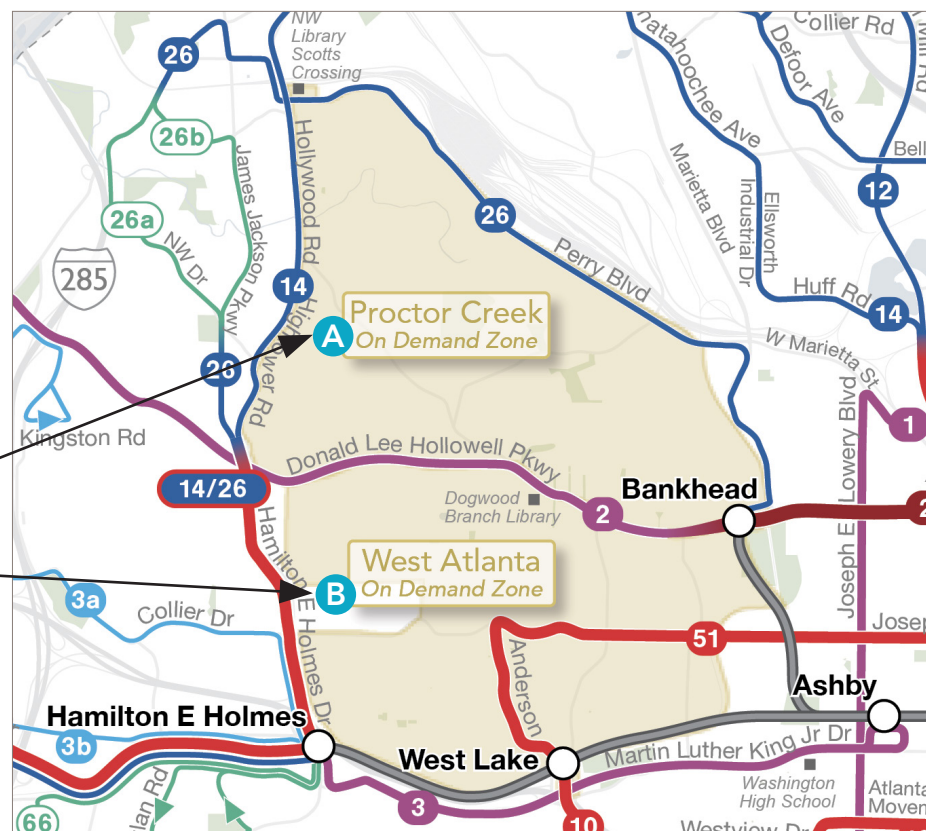 NW
Library
Scotts
Crossing
Collier Rd
26
26b
26a
James Jackson Pkwy
NW Dr
285
Hollywood Rd
14
Hightower Rd
26
Perry Blvd
Chattahoochee Ave
Defoor Ave
Marietta Blvd
Ellsworth
Industrial Dr
Bell
12
Huff Rd
14
W Marietta St
1
A
Proctor Creek
On Demand Zone
26
Kingston Rd
14/26
Donald Lee Hollowell Pkwy
Dogwood
Branch Library
2
Bankhead
2
Joseph E Lowery Blvd
Hamilton E Holmes Dr
B
West Atlanta
On Demand Zone
3a
Collier Dr
Anderson
51
Josep
Ashby
Hamilton E Holmes
3b
West Lake
Martin Luther King Jr Dr
Washington
High School
Atlanta
Movem
3
10
66
lan Rd
Westview Dr